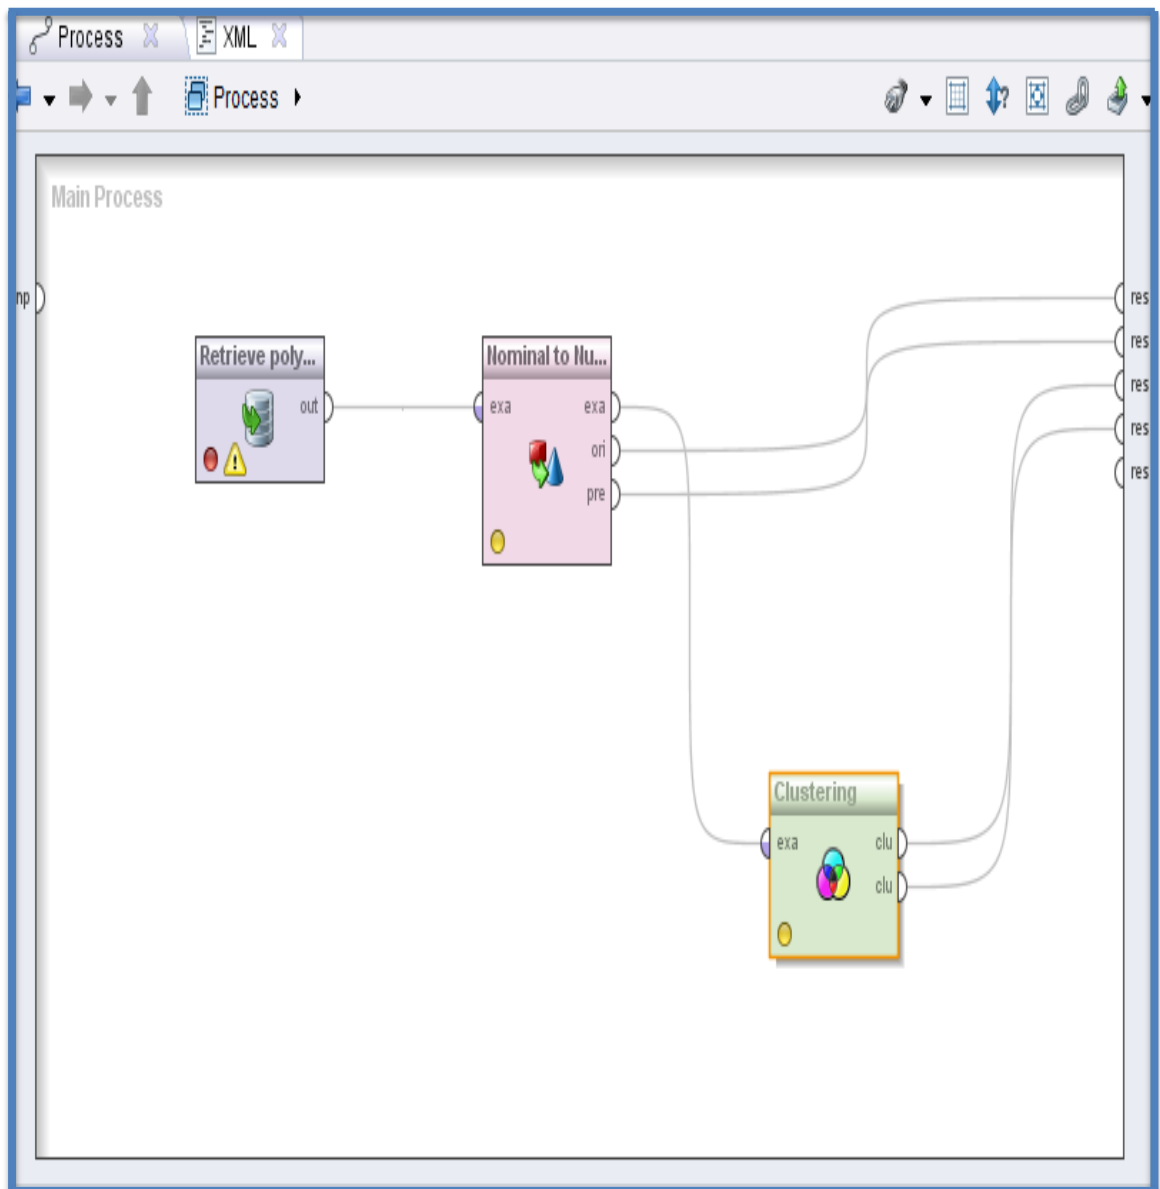 Process
XML
Process
Main Process
np
res
res
res
res
res
Retrieve poly...
out
Nominal to Nu...
exa
exa
ori
pre
Clustering
exa
clu
clu